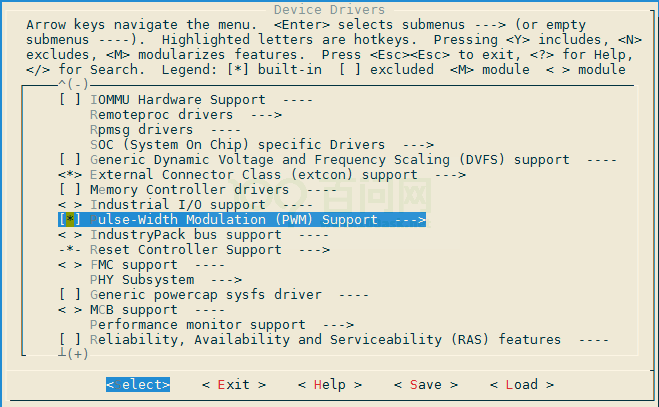 Device Drivers
Arrow keys navigate the menu.  <Enter> selects submenus ---> (or empty
submenus ----).  Highlighted letters are hotkeys.  Pressing <Y> includes, <N>
excludes, <M> modularizes features.  Press <Esc><Esc> to exit, <?> for Help,
</> for Search.  Legend: [*] built-in  [ ] excluded  <M> module  < > module
^(-)
[ ] IOMMU Hardware Support  ----
Remoteproc drivers  --->
Rpmsg drivers  ----
SOC (System On Chip) specific Drivers  --->
[ ] Generic Dynamic Voltage and Frequency Scaling (DVFS) support  ----
<*> External Connector Class (extcon) support  --->
[ ] Memory Controller drivers  ----
< > Industrial I/O support  ----
[*] ulse-Width Modulation (PWM) Support  --->
< > IndustryPack bus support  ----
-*- Reset Controller Support  --->
< > FMC support  ----
PHY Subsystem  --->
[ ] Generic powercap sysfs driver  ----
< > MCB support  ----
Performance monitor support  --->
[ ] Reliability, Availability and Serviceability (RAS) features  ----
┴(+)
< elect>    < Exit >    < Help >    < Save >    < Load >
百问网